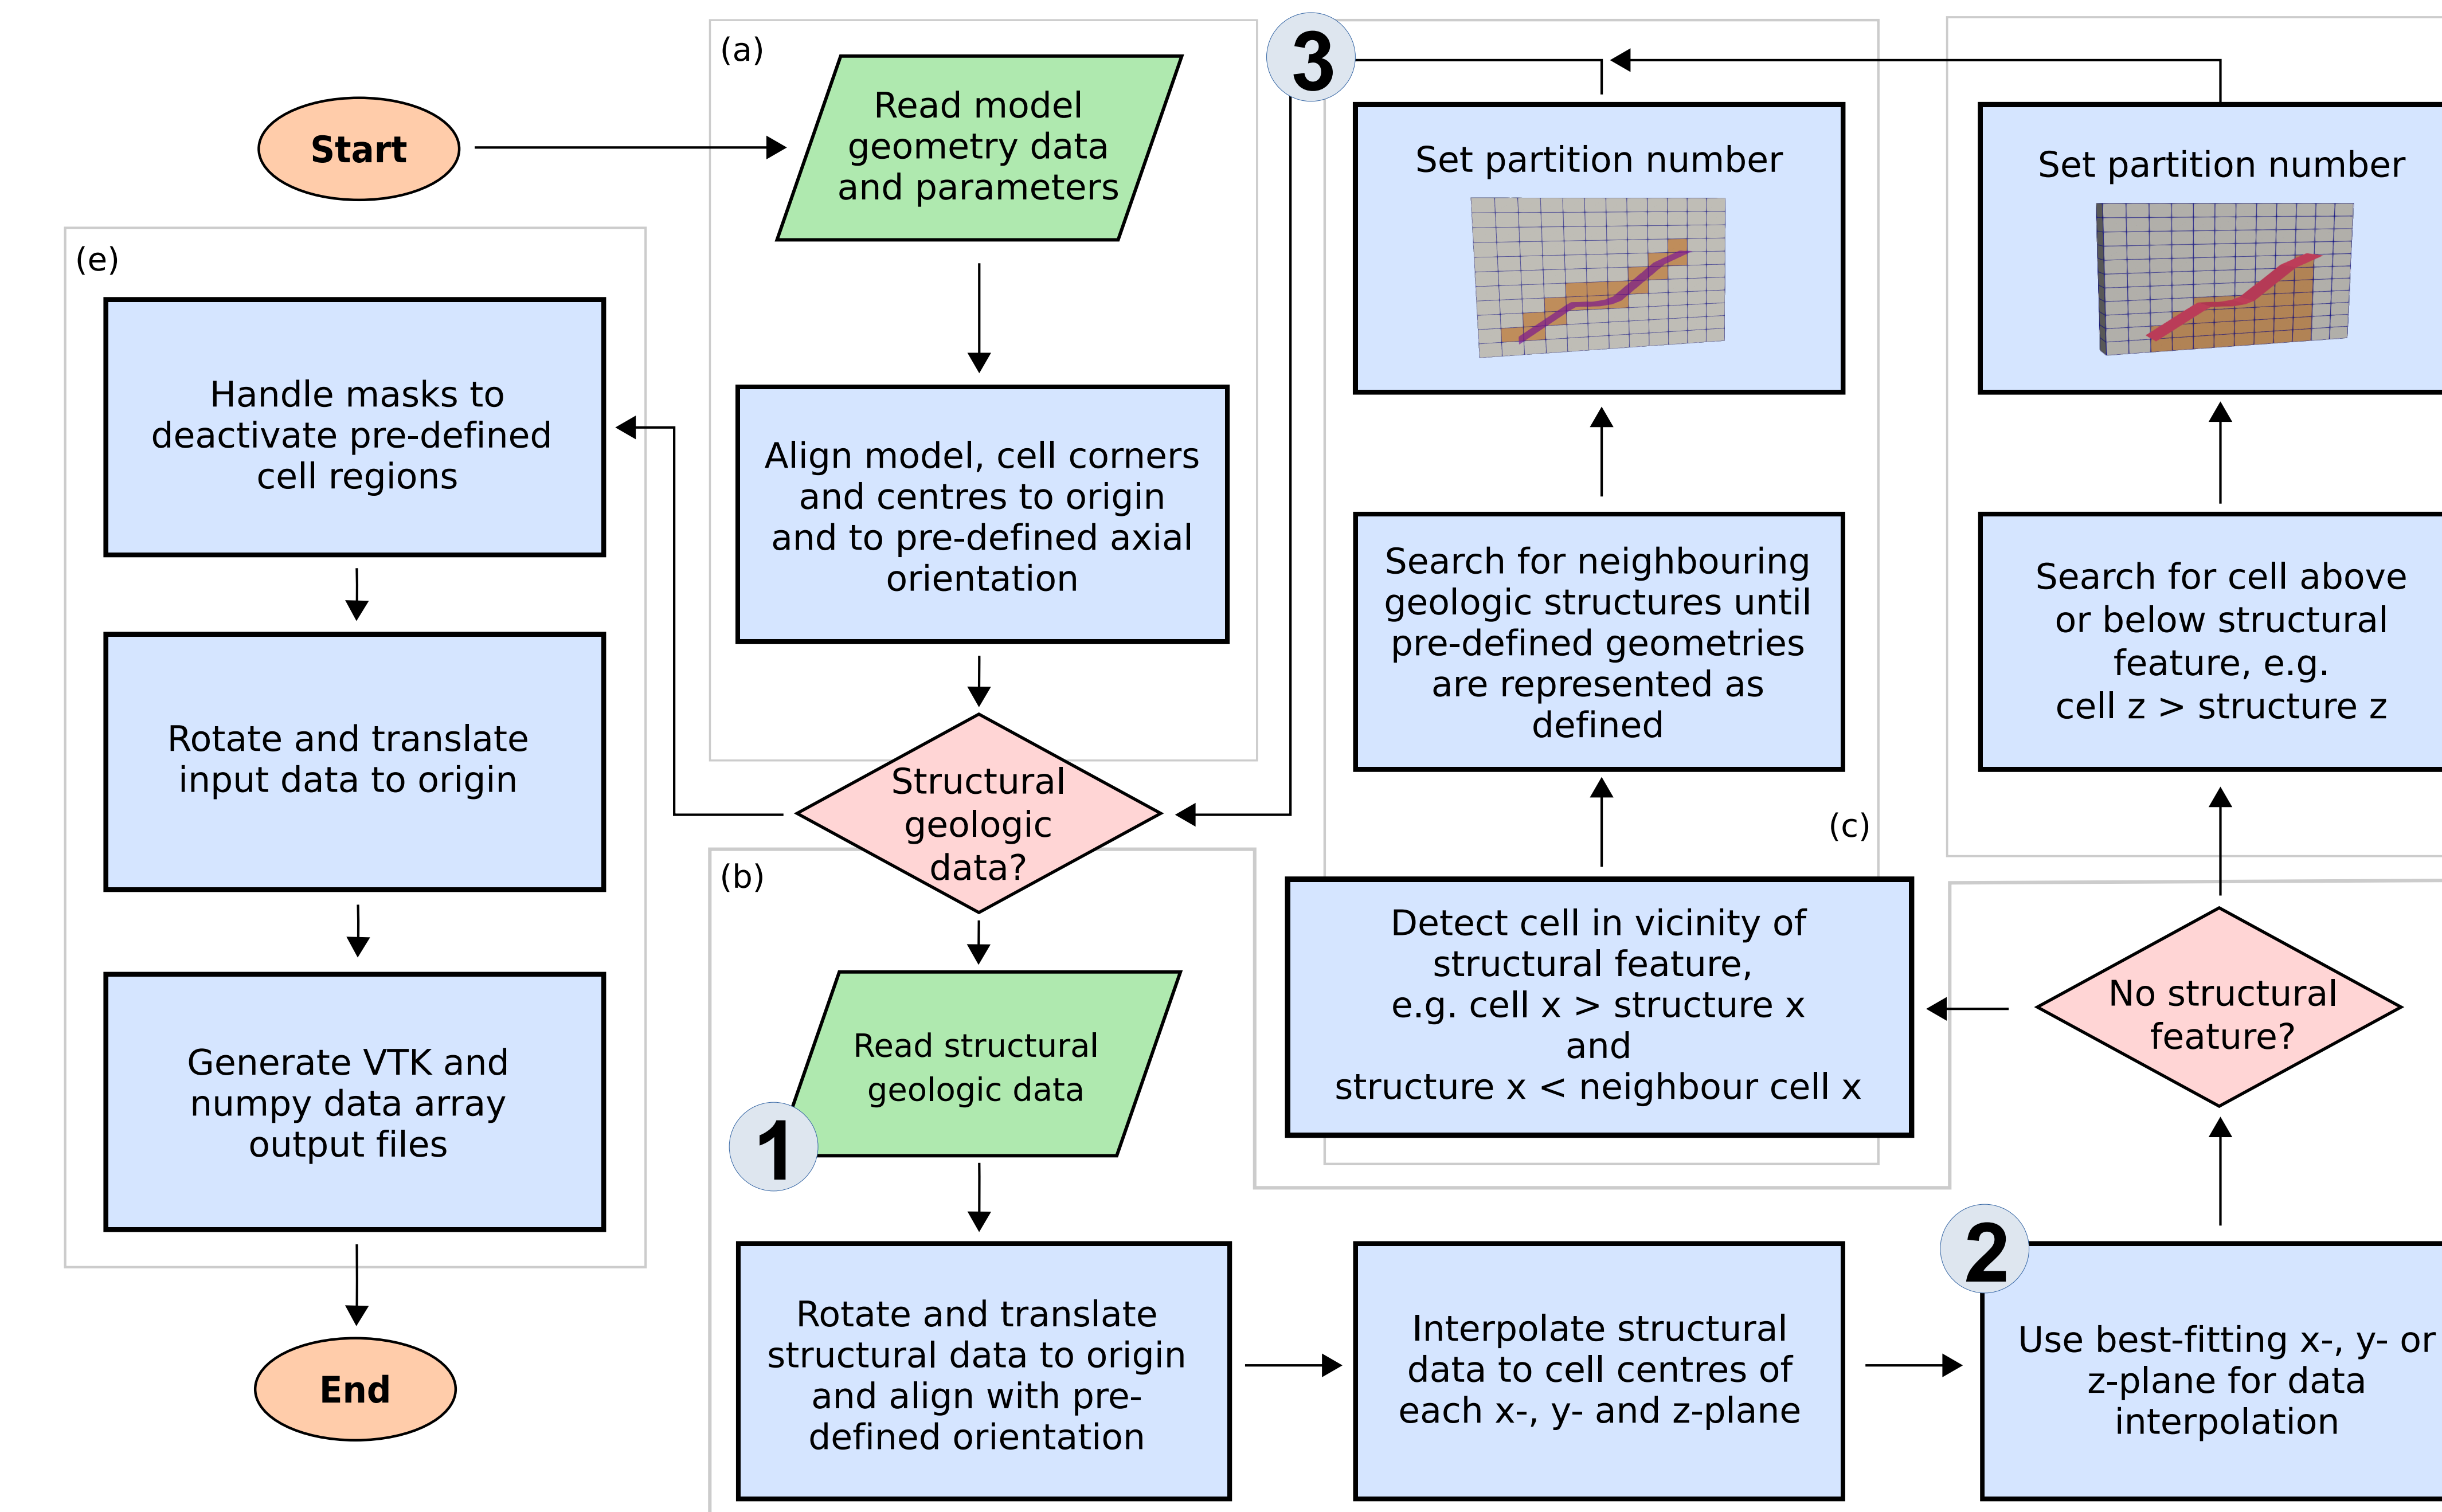 Start
(a)
Read model
geometry data
and parameters
Align model, cell corners
and centres to origin
and to pre-defined axial
orientation
Structural
geologic
data?
(b)
Read structural
geologic data
1
Rotate and translate
structural data to origin
and align with pre-
defined orientation
Interpolate structural
data to cell centres of
each x-, y- and z-plane
2
Use best-fitting x-, y- or
z-plane for data
interpolation
No structural
feature?
(c)
Detect cell in vicinity of
structural feature,
e.g. cell x > structure x
and
structure x < neighbour cell x
Search for neighbouring
geologic structures until
pre-defined geometries
are represented as
defined
Set partition number
Search for cell above
or below structural
feature, e.g.
cell z > structure z
Set partition number
3
(e)
Handle masks to
deactivate pre-defined
cell regions
Rotate and translate
input data to origin
Generate VTK and
numpy data array
output files
End